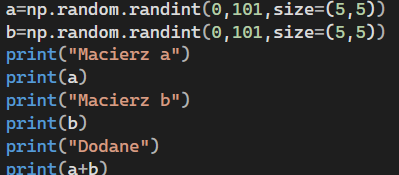 a=np.random.randint(0,101,size=(5,5))
b=np.random.randint(0,101,size=(5,5))
print("Macierz a")
print(a)
print("Macierz b")
print(b)
print("Dodane")
print(a+b)